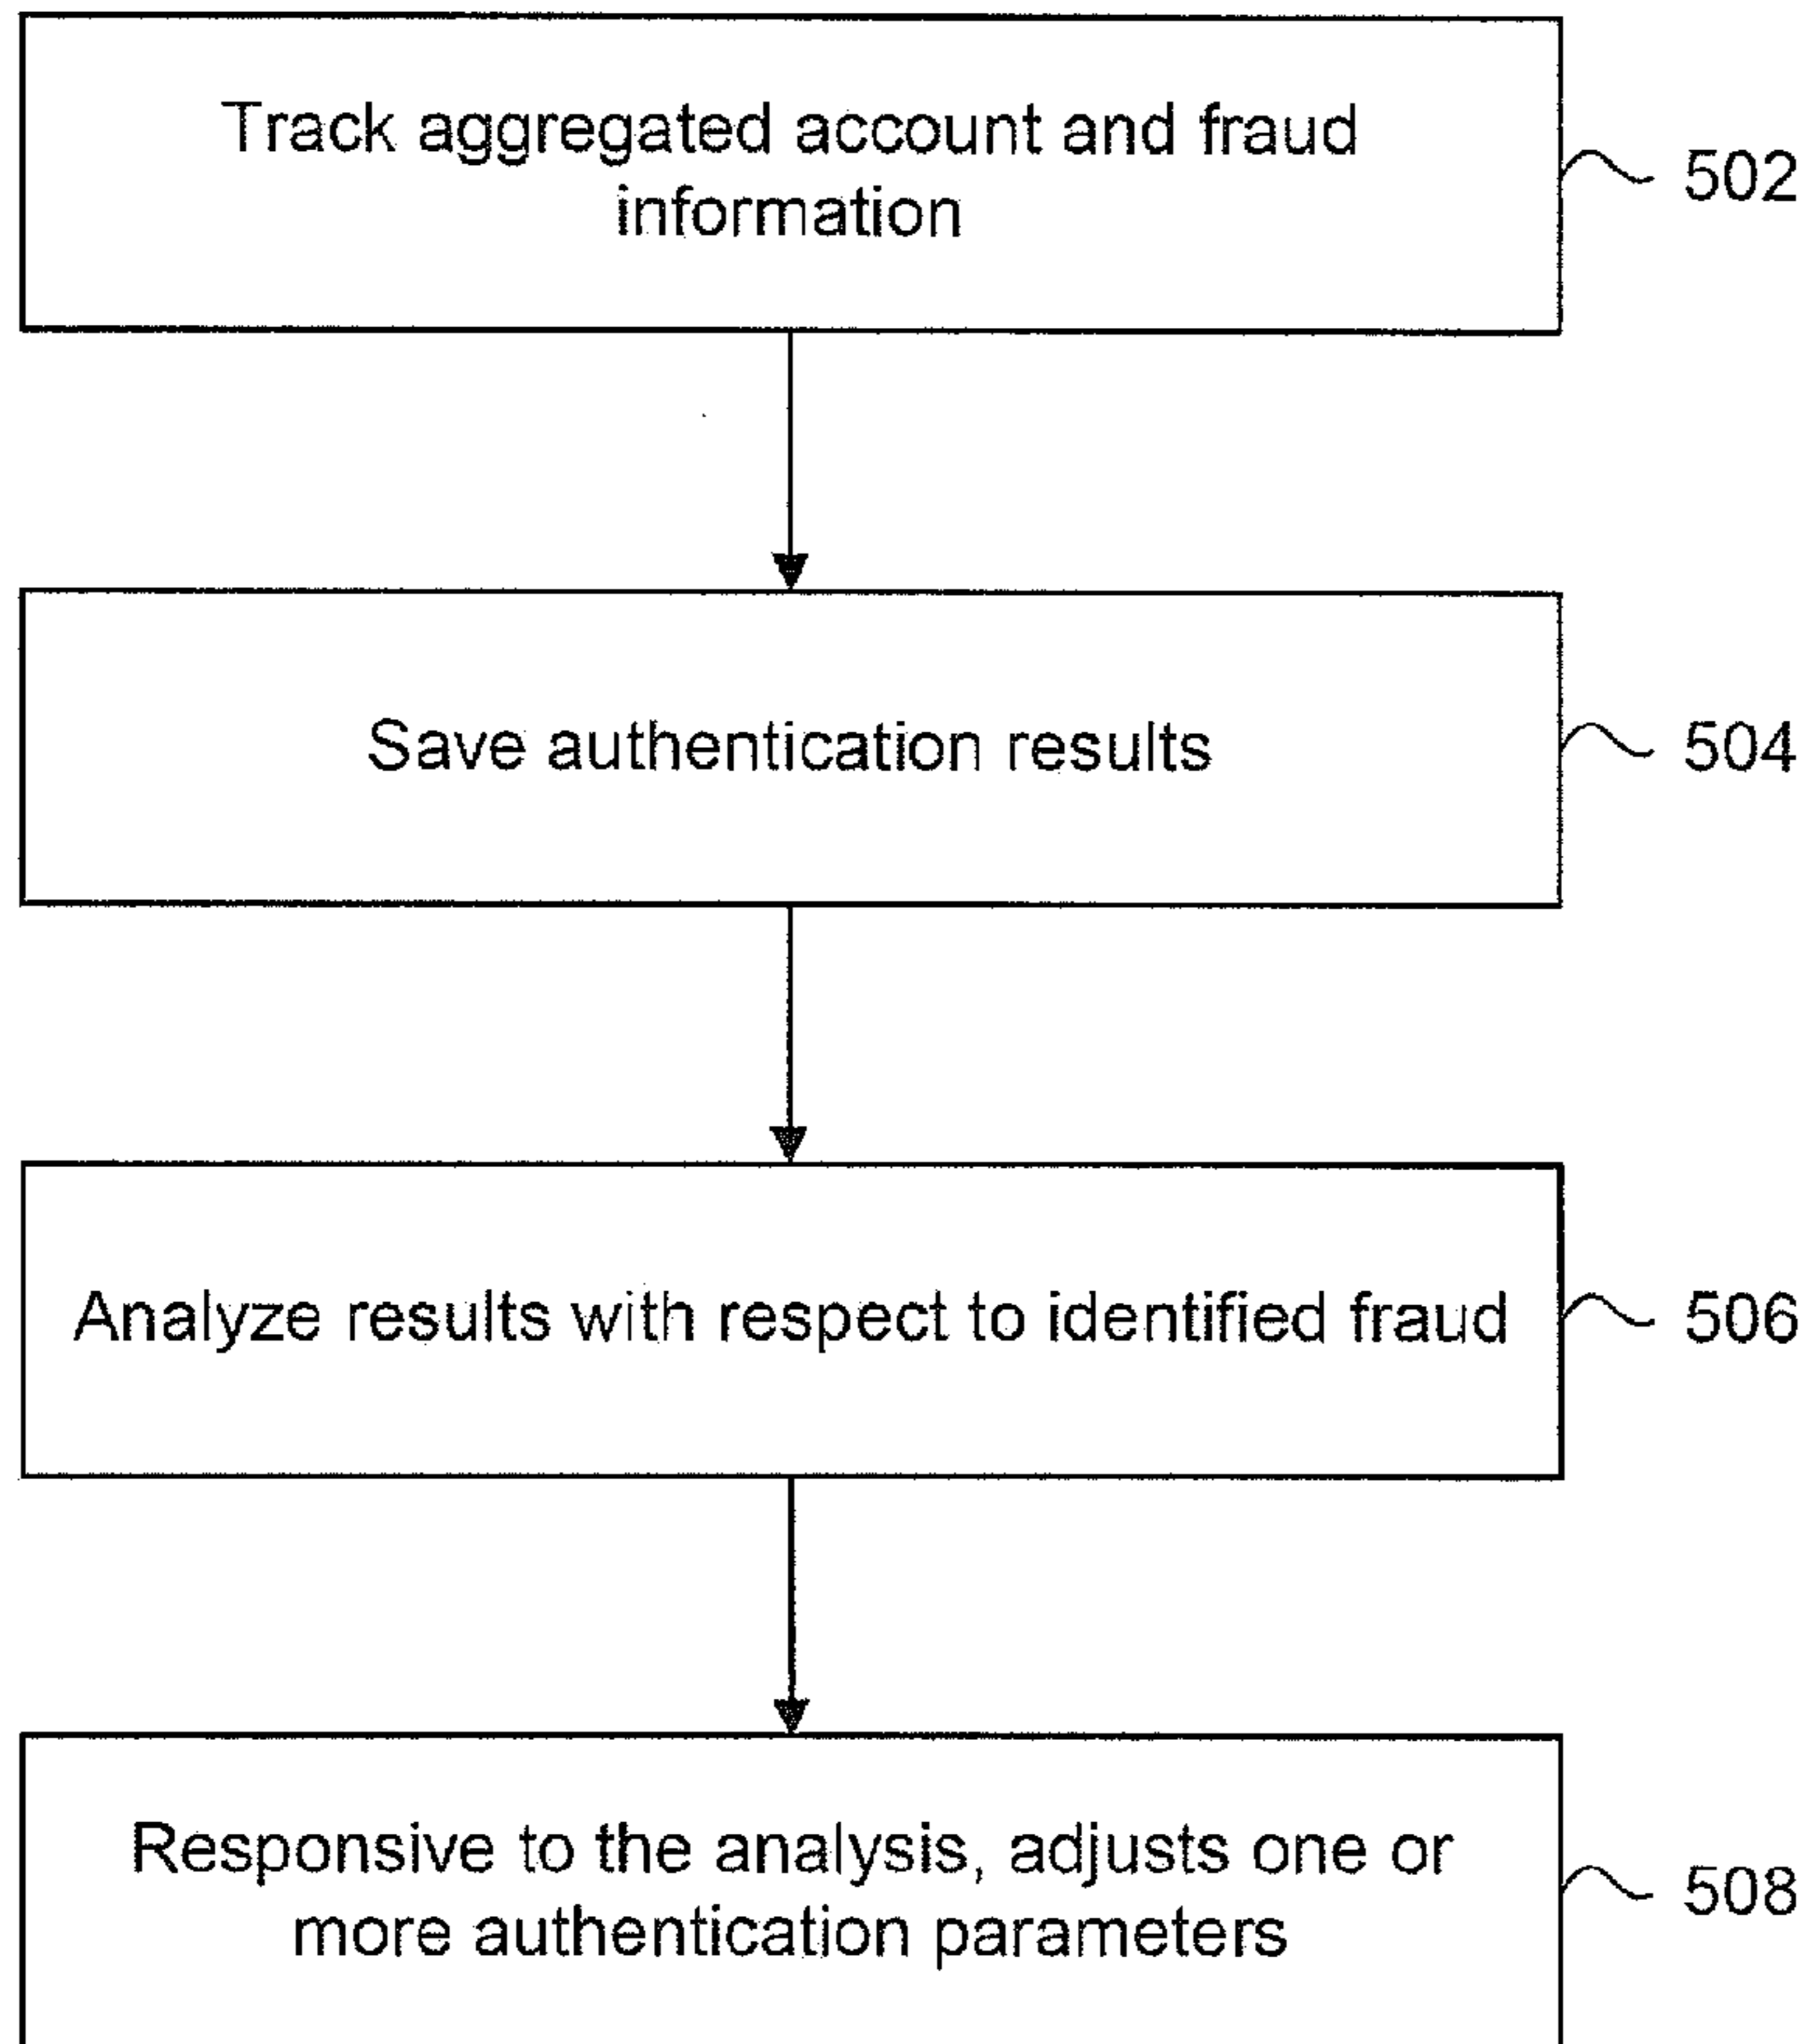 Track aggregated account and fraud
information
502
Save authentication results
504
Analyze results with respect to identified fraud
506
Responsive to the analysis, adjusts one or
more authentication parameters
508